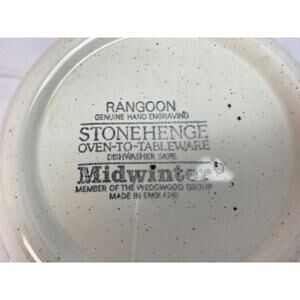 RANGOON
GENUINE HAND ENGRAVING
STONEHENGE
OVEN-TO-TABLEWARE
DISHWASHER SAFE
Midwinter®
MEMBER OF THE WEDGWOOD GROUP
MADE IN ENGLAND